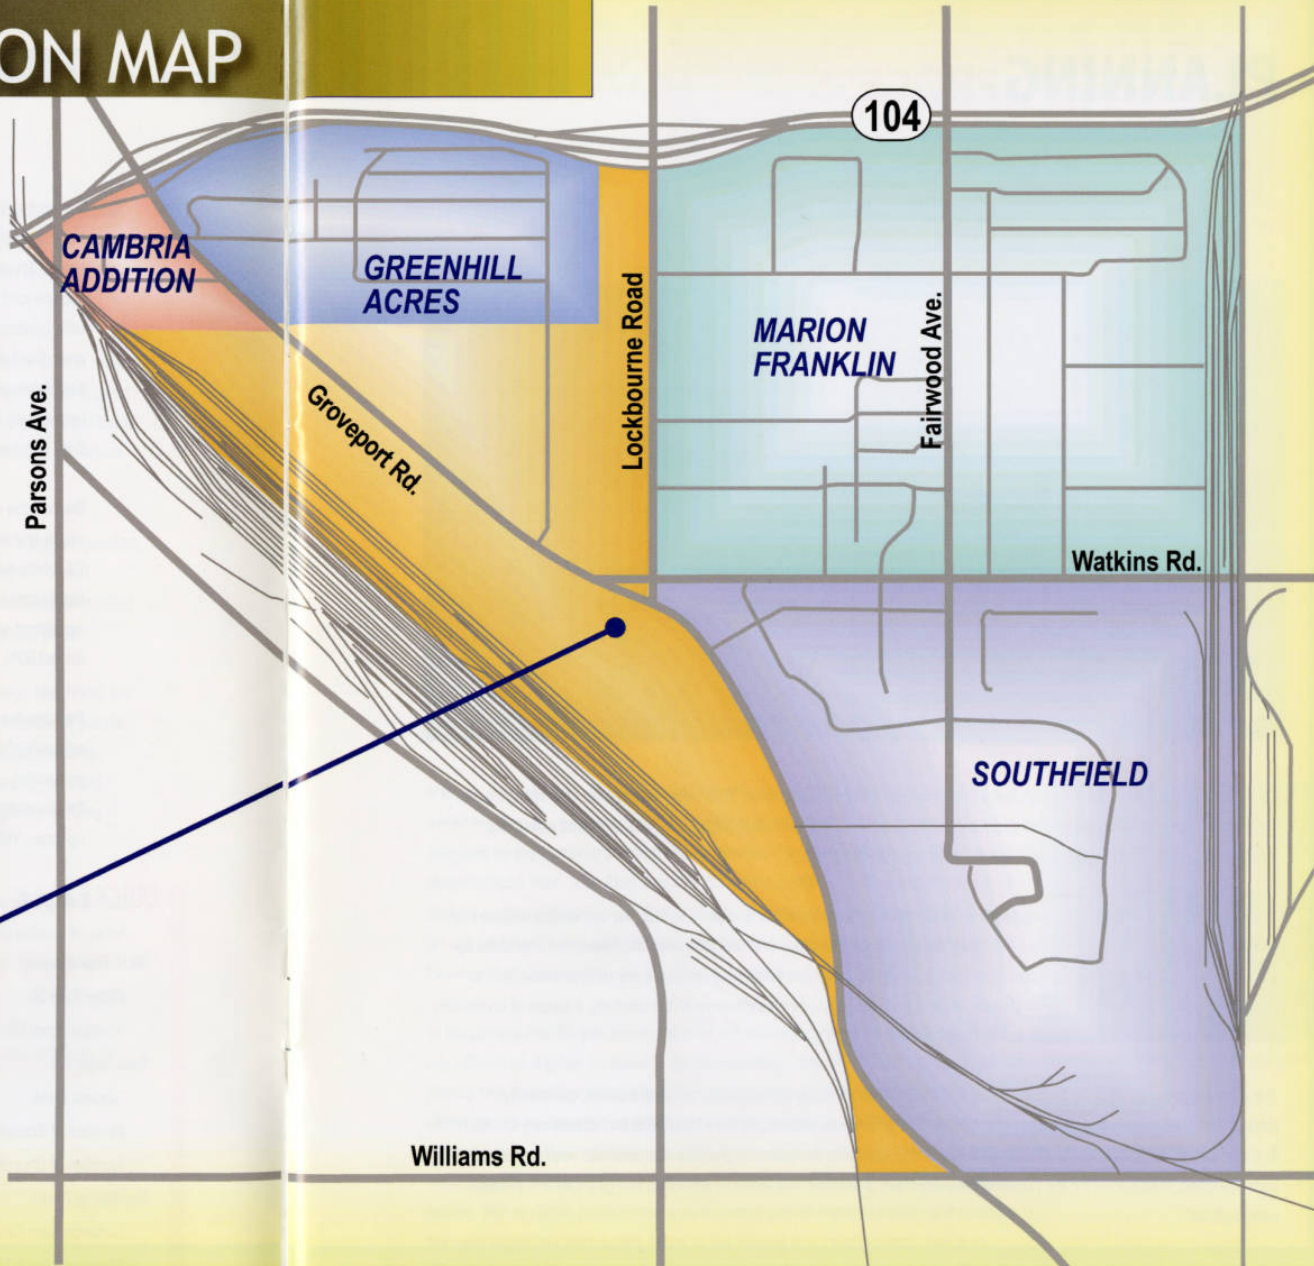 ON MAP
104
CAMBRIA
ADDITION
GREENHILL
ACRES
Lockbourne Road
MARION
FRANKLIN
Fairwood Ave.
Parsons Ave.
Groveport Rd.
Watkins Rd.
SOUTHFIELD
Williams Rd.